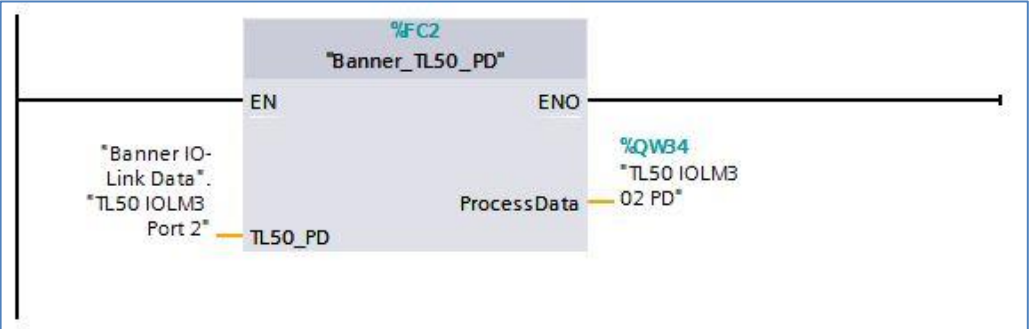 %FC2
"Banner_TL50_PD"
EN
ENO
"Banner IO-
Link Data".
"TL50 IOLM3
Port 2"
TL50_PD
%QW34
"TL50 IOLM3
02 PD"
ProcessData